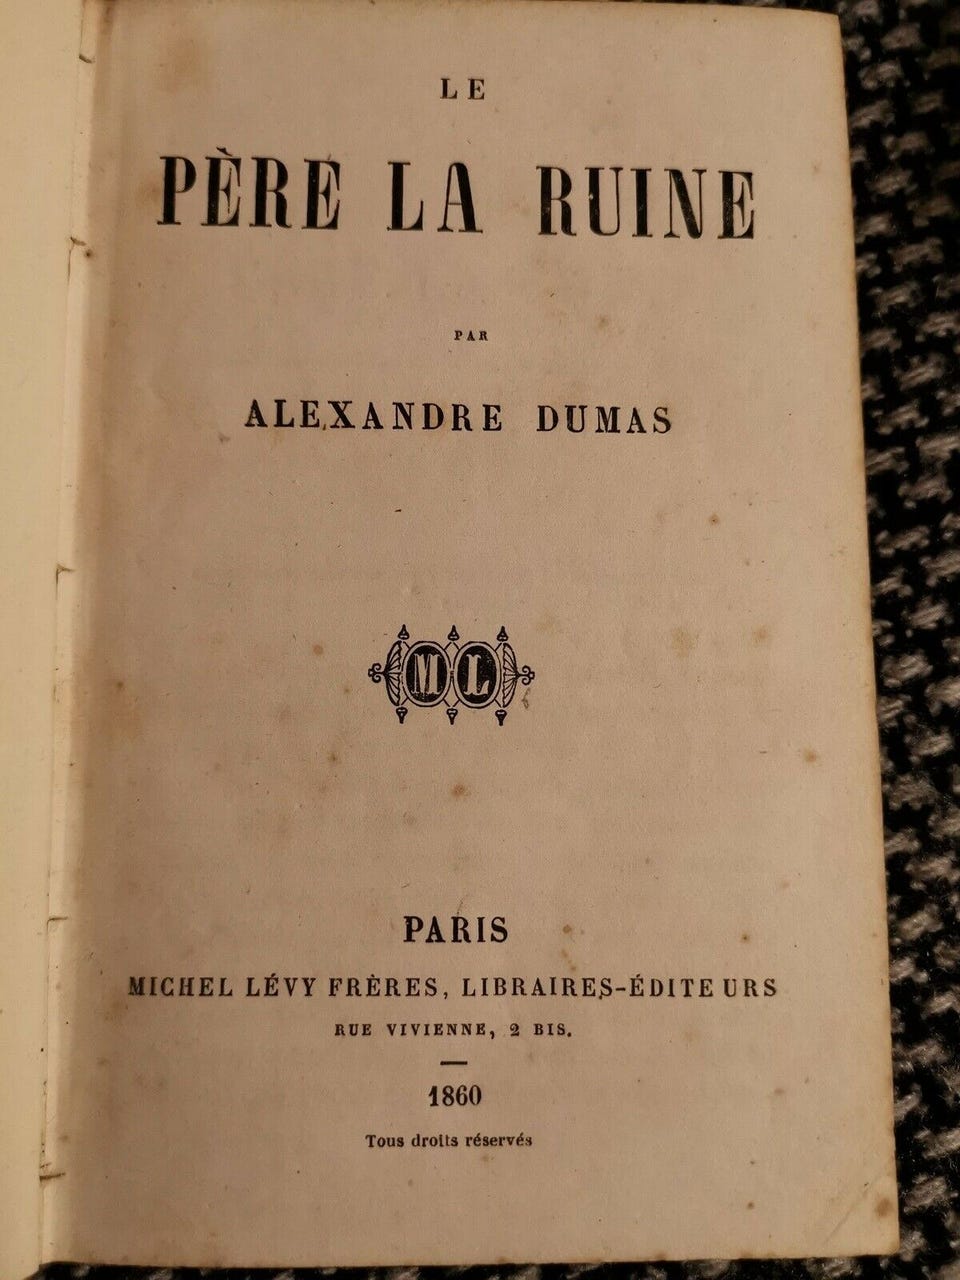 LE
PÈRE LA RUINE
PAR
ALEXANDRE DUMAS
ML
PARIS
MICHEL LÉVY FRÈRES, LIBRAIRES-ÉDITEURS
RUE VIVIENNE, 2 BIS.
1860
Tous droits réservés